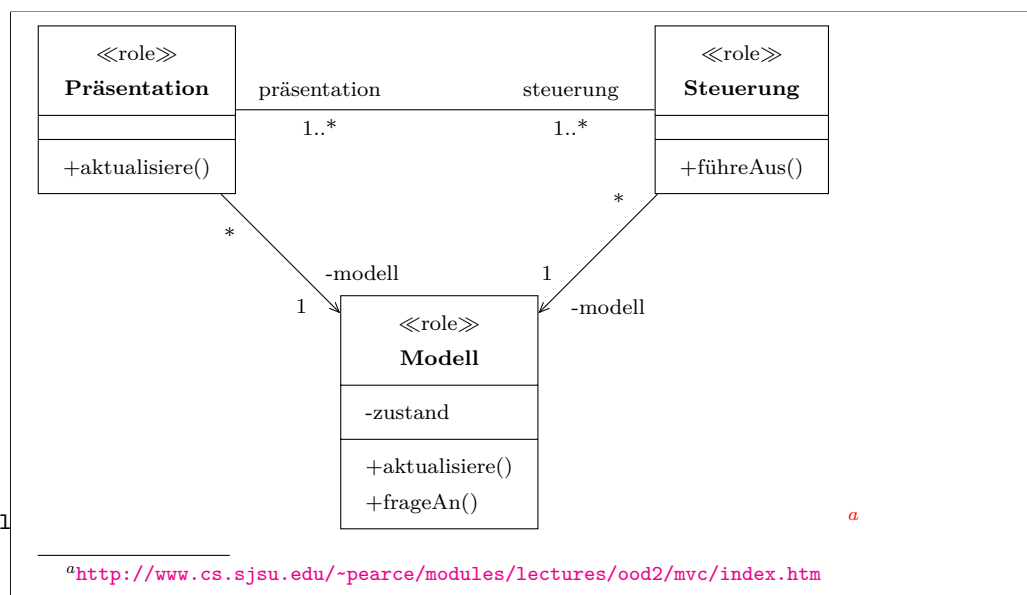 ≪role≫
Präsentation
+aktualisiere()
präsentation
1..*
steuerung
1..*
≪role≫
Steuerung
+führeAus()
*
-modell
1
*
1
-modell
≪role≫
Modell
-zustand
+aktualisiere()
+frageAn()
1
a
a http://www.cs.sjsu.edu/~pearce/modules/lectures/ood2/mvc/index.htm